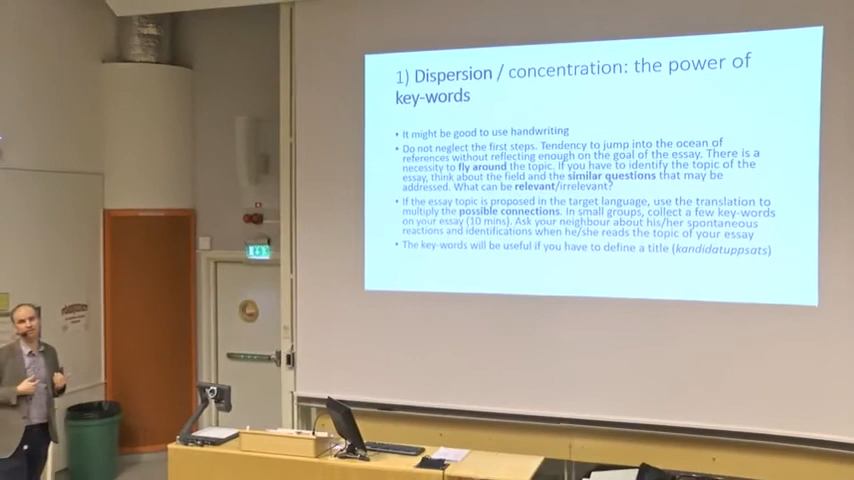 1) Dispersion / concentration: the power of
key-words
• It might be good to use handwriting
• Do not neglect the first steps. Tendency to jump into the ocean of
references without reflecting enough on the goal of the essay. There is a
necessity to fly around the topic. If you have to identify the topic of the
essay, think about the field and the similar questions that may be
addressed. What can be relevant/irrelevant?
• If the essay topic is proposed in the target language, use the translation to
multiply the possible connections. In small groups, collect a few key-words
on your essay (10 mins). Ask your neighbour about his/her spontaneous
reactions and identifications when he/she reads the topic of your essay
• The key-words will be useful if you have to define a title (kandidatuppsats)